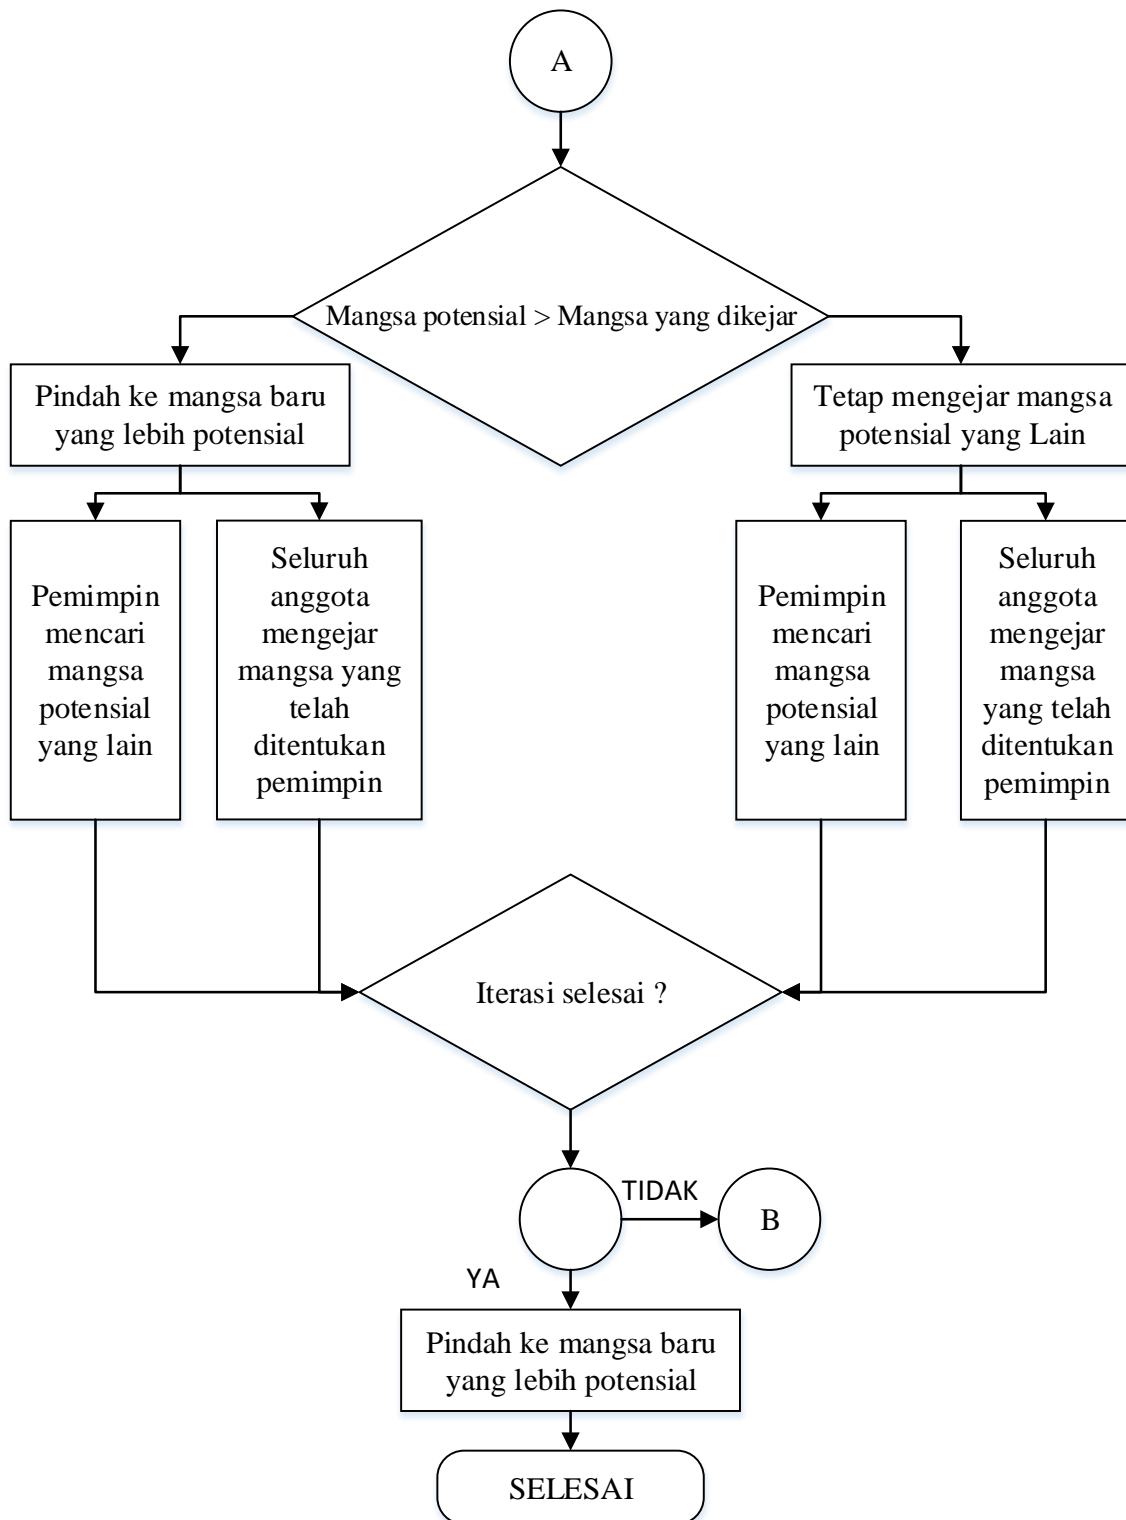 A
Mangsa potensial > Mangsa yang dikejar
Pindah ke mangsa baru
yang lebih potensial
Tetap mengejar mangsa
potensial yang Lain
Pemimpin
mencari
mangsa
potensial
yang lain
Seluruh
anggota
mengejar
mangsa yang
telah
ditentukan
pemimpin
Pemimpin
mencari
mangsa
potensial
yang lain
Seluruh
anggota
mengejar
mangsa
yang telah
ditentukan
pemimpin
Iterasi selesai ?
TIDAK
B
YA
Pindah ke mangsa baru
yang lebih potensial
SELESAI